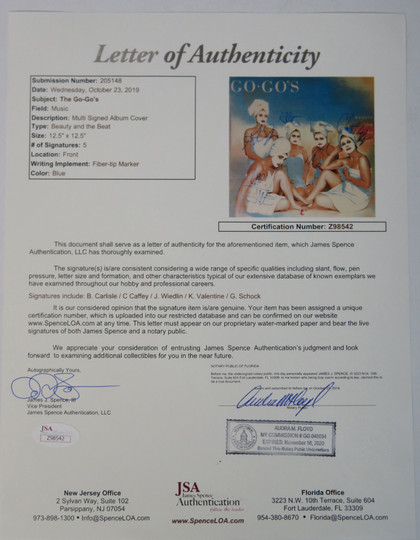 Letter of Authenticity
Submission Number: 205148
Date: Wednesday, October 23, 2019
Subject: The Go-Go's
Field: Music
Description: Multi Signed Album Cover
Type: Beauty and the Beat
Size: 12.5" x 12.5"
# of Signatures: 5
Location: Front
Writing Implement: Fiber-tip Marker
Color: Blue
GO-GO'S
Certification Number: Z98542
This document shall serve as a letter of authenticity for the aforementioned item, which James Spence
Authentication, LLC has thoroughly examined.
The signature(s) is/are consistent considering a wide range of specific qualities including slant, flow, pen
pressure, letter size and formation, and other characteristics typical of our extensive database of known exemplars we
have examined throughout our hobby and professional careers.
Signatures include: B. Carlisle / C Caffey / J. Wiedlin / K. Valentine / G. Schock
It is our considered opinion that the signature item is/are genuine. Your item has been assigned a unique
certification number, which is uploaded into our restricted database and can be confirmed on our website
www.SpenceLOA.com at any time. This letter must appear on our proprietary water-marked paper and bear the live
signatures of both James Spence and a notary public.
We appreciate your consideration of entrusting James Spence Authentication's judgment and look
forward to examining additional collectibles for you in the near future.
Autographically Yours,
James J. Spence,
Vice President
James Spence Authentication, LLC
JSA
Z98542
NOTARY PUBLIC OF FLORIDA
AUDRA M. FLOYD
MY COMMISSION #
EXPIRES: November
New Jersey Office
2 Sylvan Way, Suite 102
Parsippany, NJ 07054
973-898-1300 • Info@SpenceLOA.com
JSA
James Spence
Authentication
www.SpenceLOA.com
Florida Office
3223 N.W. 10th Terrace, Suite 604
Fort Lauderdale, FL 33309
954-380-8670 • Florida@SpenceLOA.com